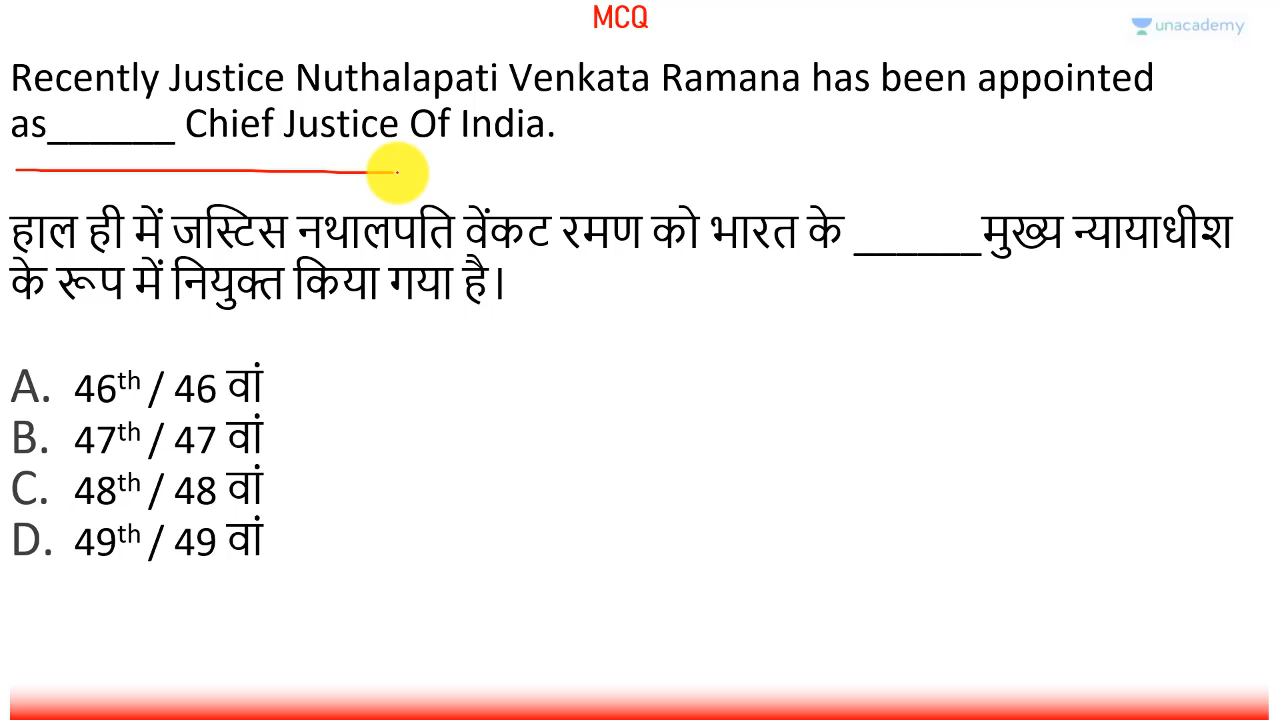 MCQ
unacademy
Recently Justice Nuthalapati Venkata Ramana has been appointed
as______ Chief Justice Of India.
हाल ही में जस्टिस नथालपति वेंकट रमण को भारत के ______मुख्य न्यायाधीश
के रूप में नियुक्त किया गया है।
A. 46th / 46 वां
B. 47th / 47 वां
C. 48th / 48 वां
D. 49th / 49 वां